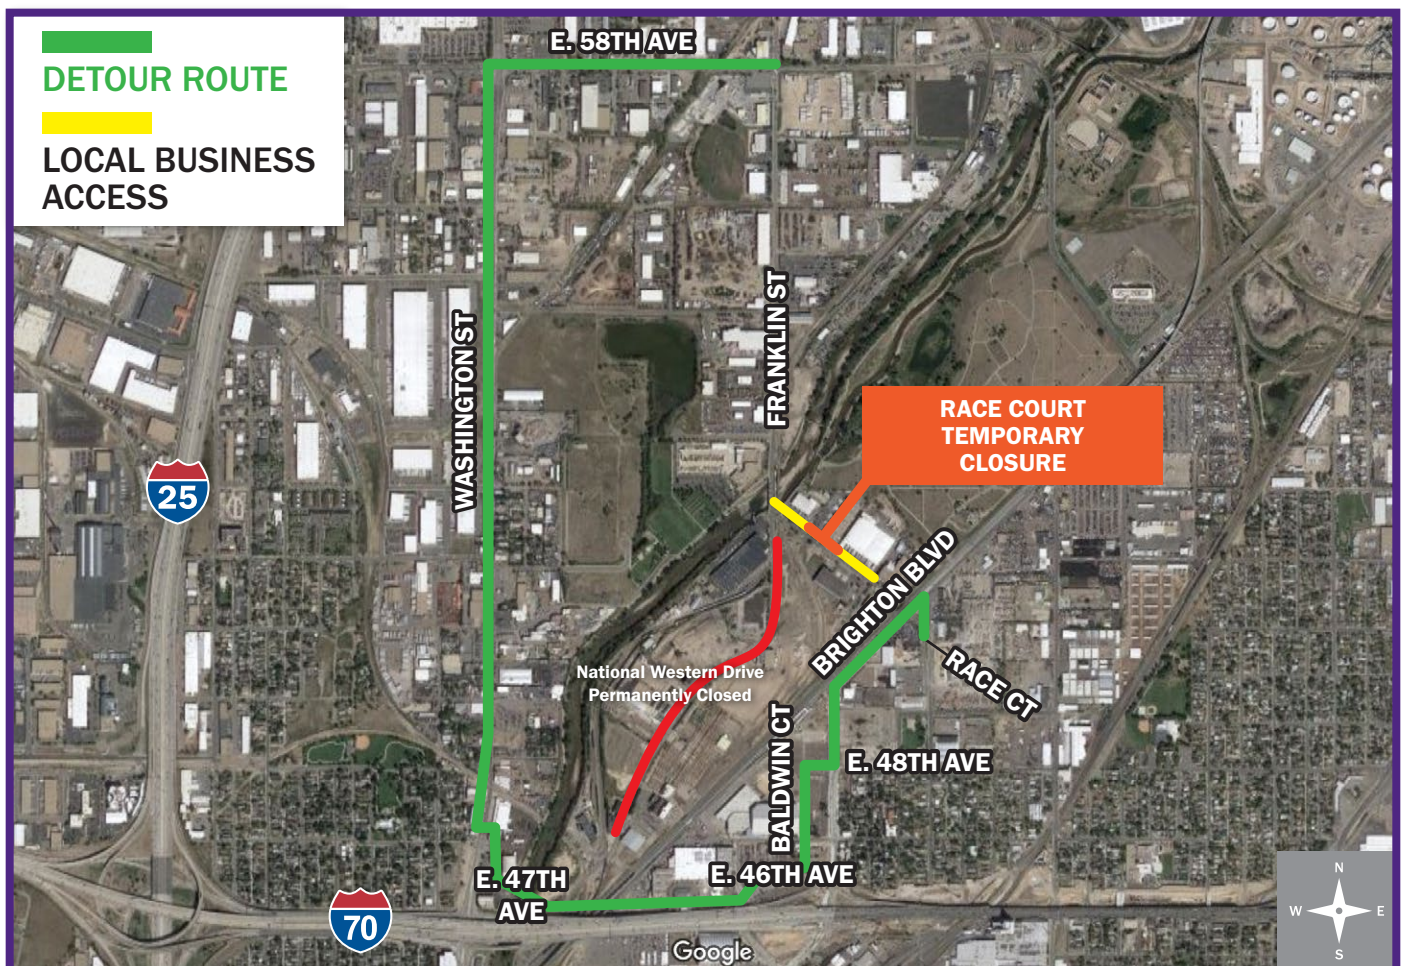 DETOUR ROUTE
LOCAL BUSINESS
ACCESS
E. 58TH AVE
WASHINGTON ST
FRANKLIN ST
RACE COURT
TEMPORARY
CLOSURE
25
BRIGHTON BLVD
National Western Drive
Permanently Closed
RACE CT
BALDWIN CT
E. 48TH AVE
E. 47TH
AVE
E. 46TH AVE
70
Google
N
W
E
S